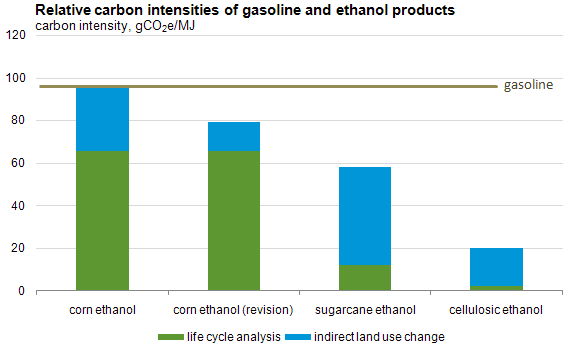 Relative carbon intensities of gasoline and ethanol products
carbon intensity, gCO₂e/MJ
120
100
gasoline
80
60
40
20
0
corn ethanol corn ethanol (revision) sugarcane ethanol cellulosic ethanol
life cycle analysis indirect land use change